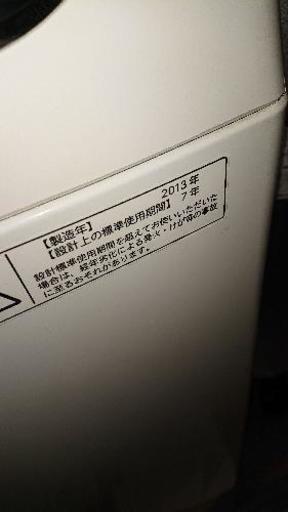 【製造年】 2013年
【設計上の標準使用期間】 7年
設計標準使用期間を超えてお使いいただいた
場合は、経年劣化による発火・けが等の事故
に至るおそれがあります。